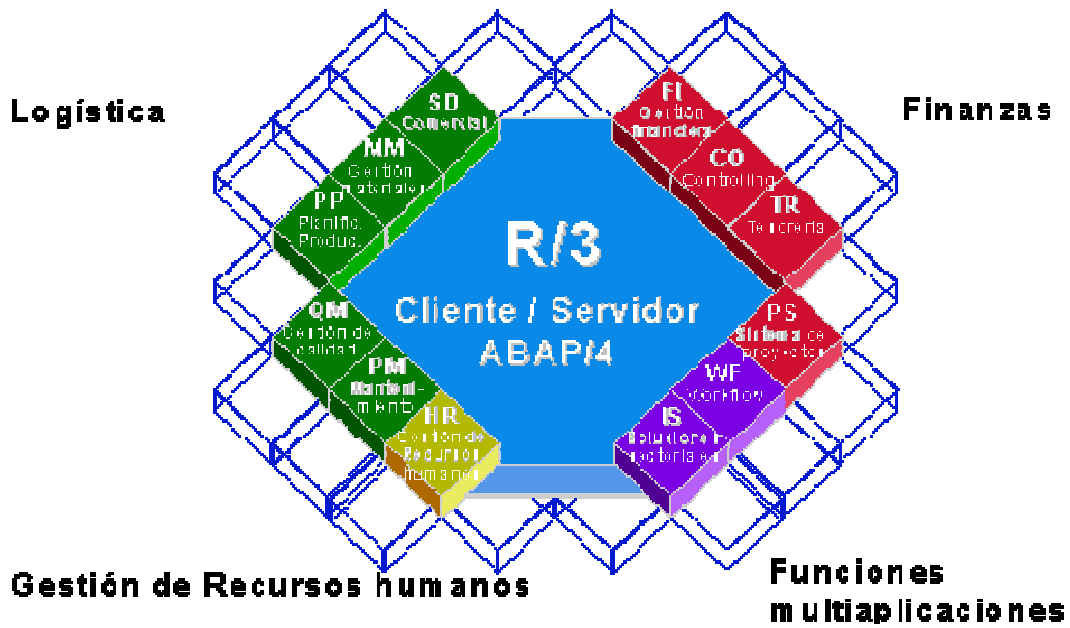 Logística
Finanzas
SD
Comercial
MM
Gestión
materiales
PP
Planific.
Produc.
FI
Gestión
financiera
CO
Controlling
TR
Tesorería
R/3
Cliente / Servidor
ABAP/4
QM
Gestión de
calidad
PM
Manteni-
miento
HR
Gestión de
Recursos
humanos
PS
Sistema de
proyectos
WF
Workflow
IS
Soluciones
sectoriales
Gestión de Recursos humanos
Funciones
multiaplicaciones